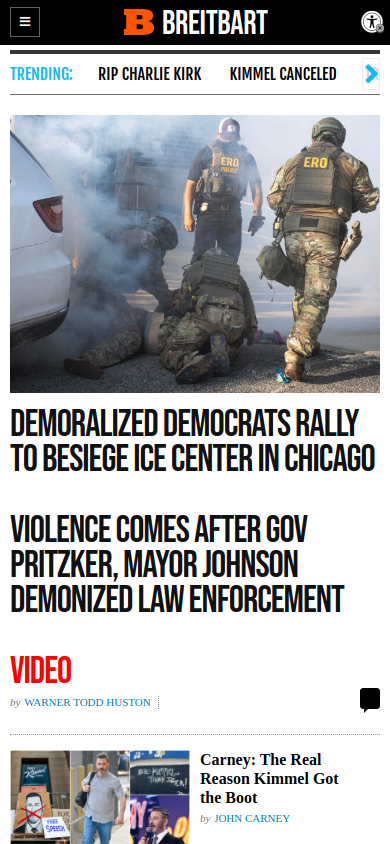 BREITBART
TRENDING:
RIP CHARLIE KIRK
KIMMEL CANCELED
ERO
ERO
DEMORALIZED DEMOCRATS RALLY
TO BESIEGE ICE CENTER IN CHICAGO
VIOLENCE COMES AFTER GOV
PRITZKER, MAYOR JOHNSON
DEMONIZED LAW ENFORCEMENT
VIDEO
by WARNER TODD HUSTON
FREE
SPEECH
Carney: The Real
Reason Kimmel Got
the Boot
by JOHN CARNEY